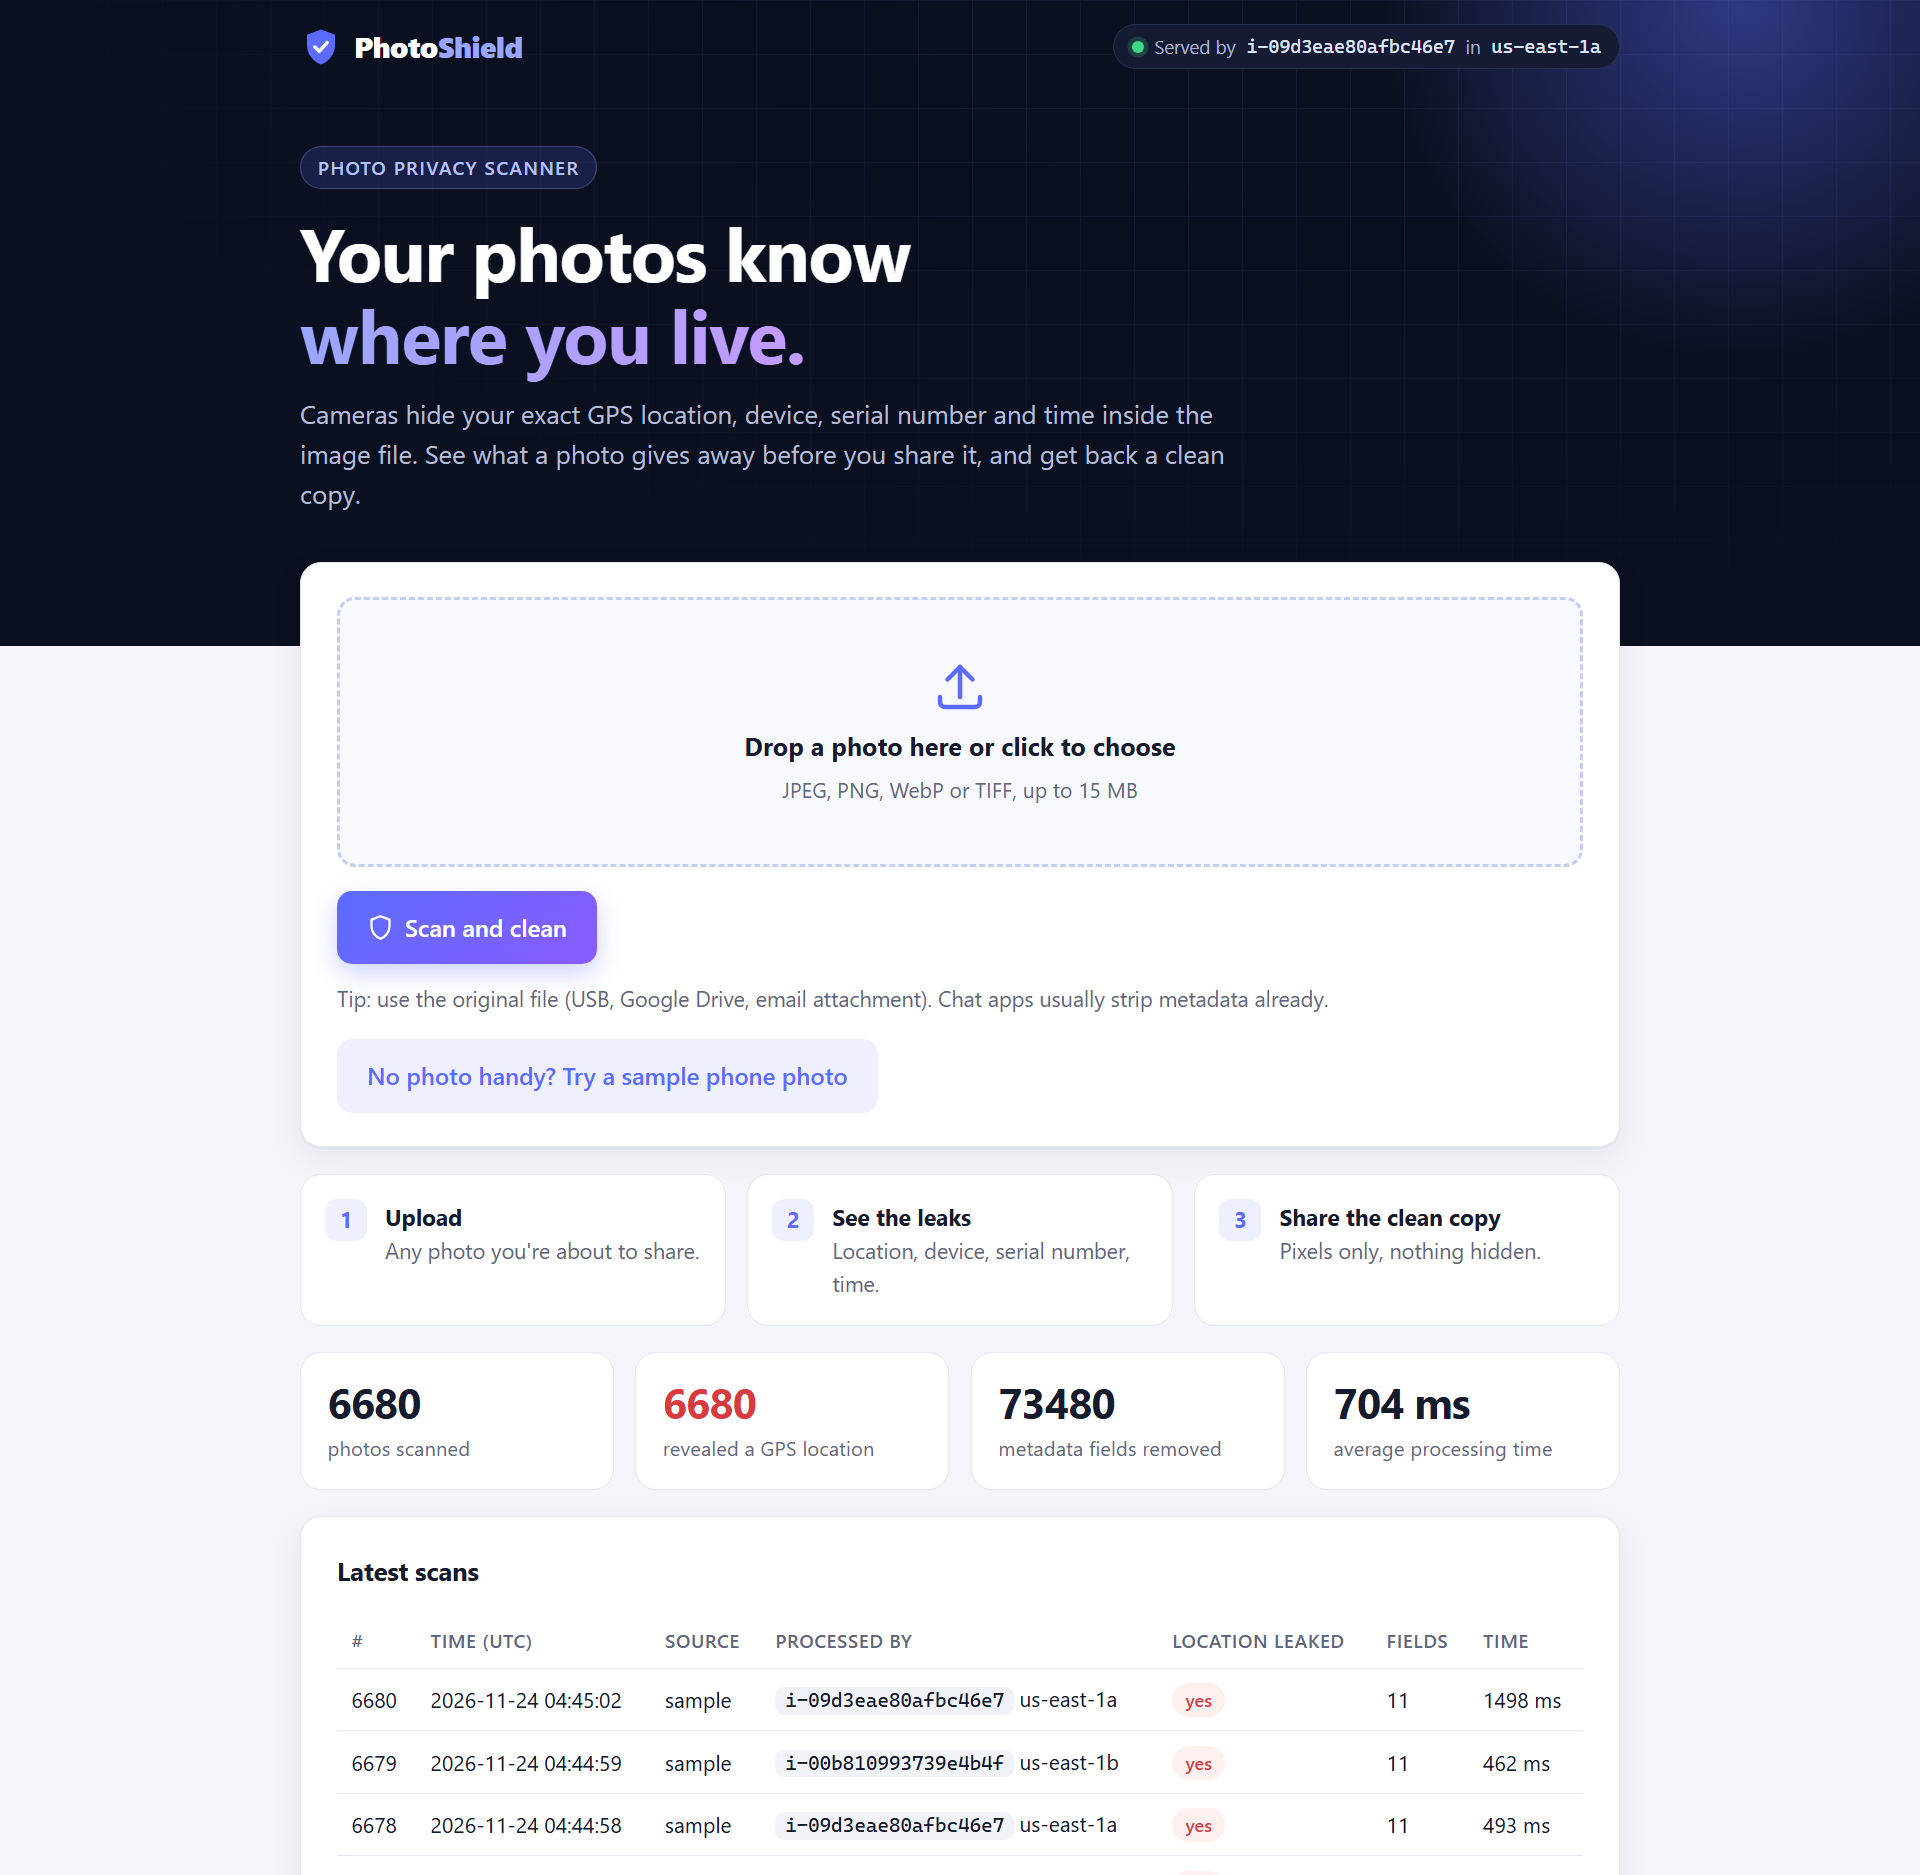 PhotoShield
Served by i-09d3eae80afbc46e7 in us-east-1a
PHOTO PRIVACY SCANNER
Your photos know
where you live.
Cameras hide your exact GPS location, device, serial number and time inside the
image file. See what a photo gives away before you share it, and get back a clean
copy.
Drop a photo here or click to choose
JPEG, PNG, WebP or TIFF, up to 15 MB
Scan and clean
Tip: use the original file (USB, Google Drive, email attachment). Chat apps usually strip metadata already.
No photo handy? Try a sample phone photo
1 Upload
Any photo you're about to share.
2 See the leaks
Location, device, serial number,
time.
3 Share the clean copy
Pixels only, nothing hidden.
6680
photos scanned
6680
revealed a GPS location
73480
metadata fields removed
704 ms
average processing time
Latest scans
# TIME (UTC) SOURCE PROCESSED BY LOCATION LEAKED FIELDS TIME
6680 2026-11-24 04:45:02 sample i-09d3eae80afbc46e7 us-east-1a yes 11 1498 ms
6679 2026-11-24 04:44:59 sample i-00b810993739e4b4f us-east-1b yes 11 462 ms
6678 2026-11-24 04:44:58 sample i-09d3eae80afbc46e7 us-east-1a yes 11 493 ms